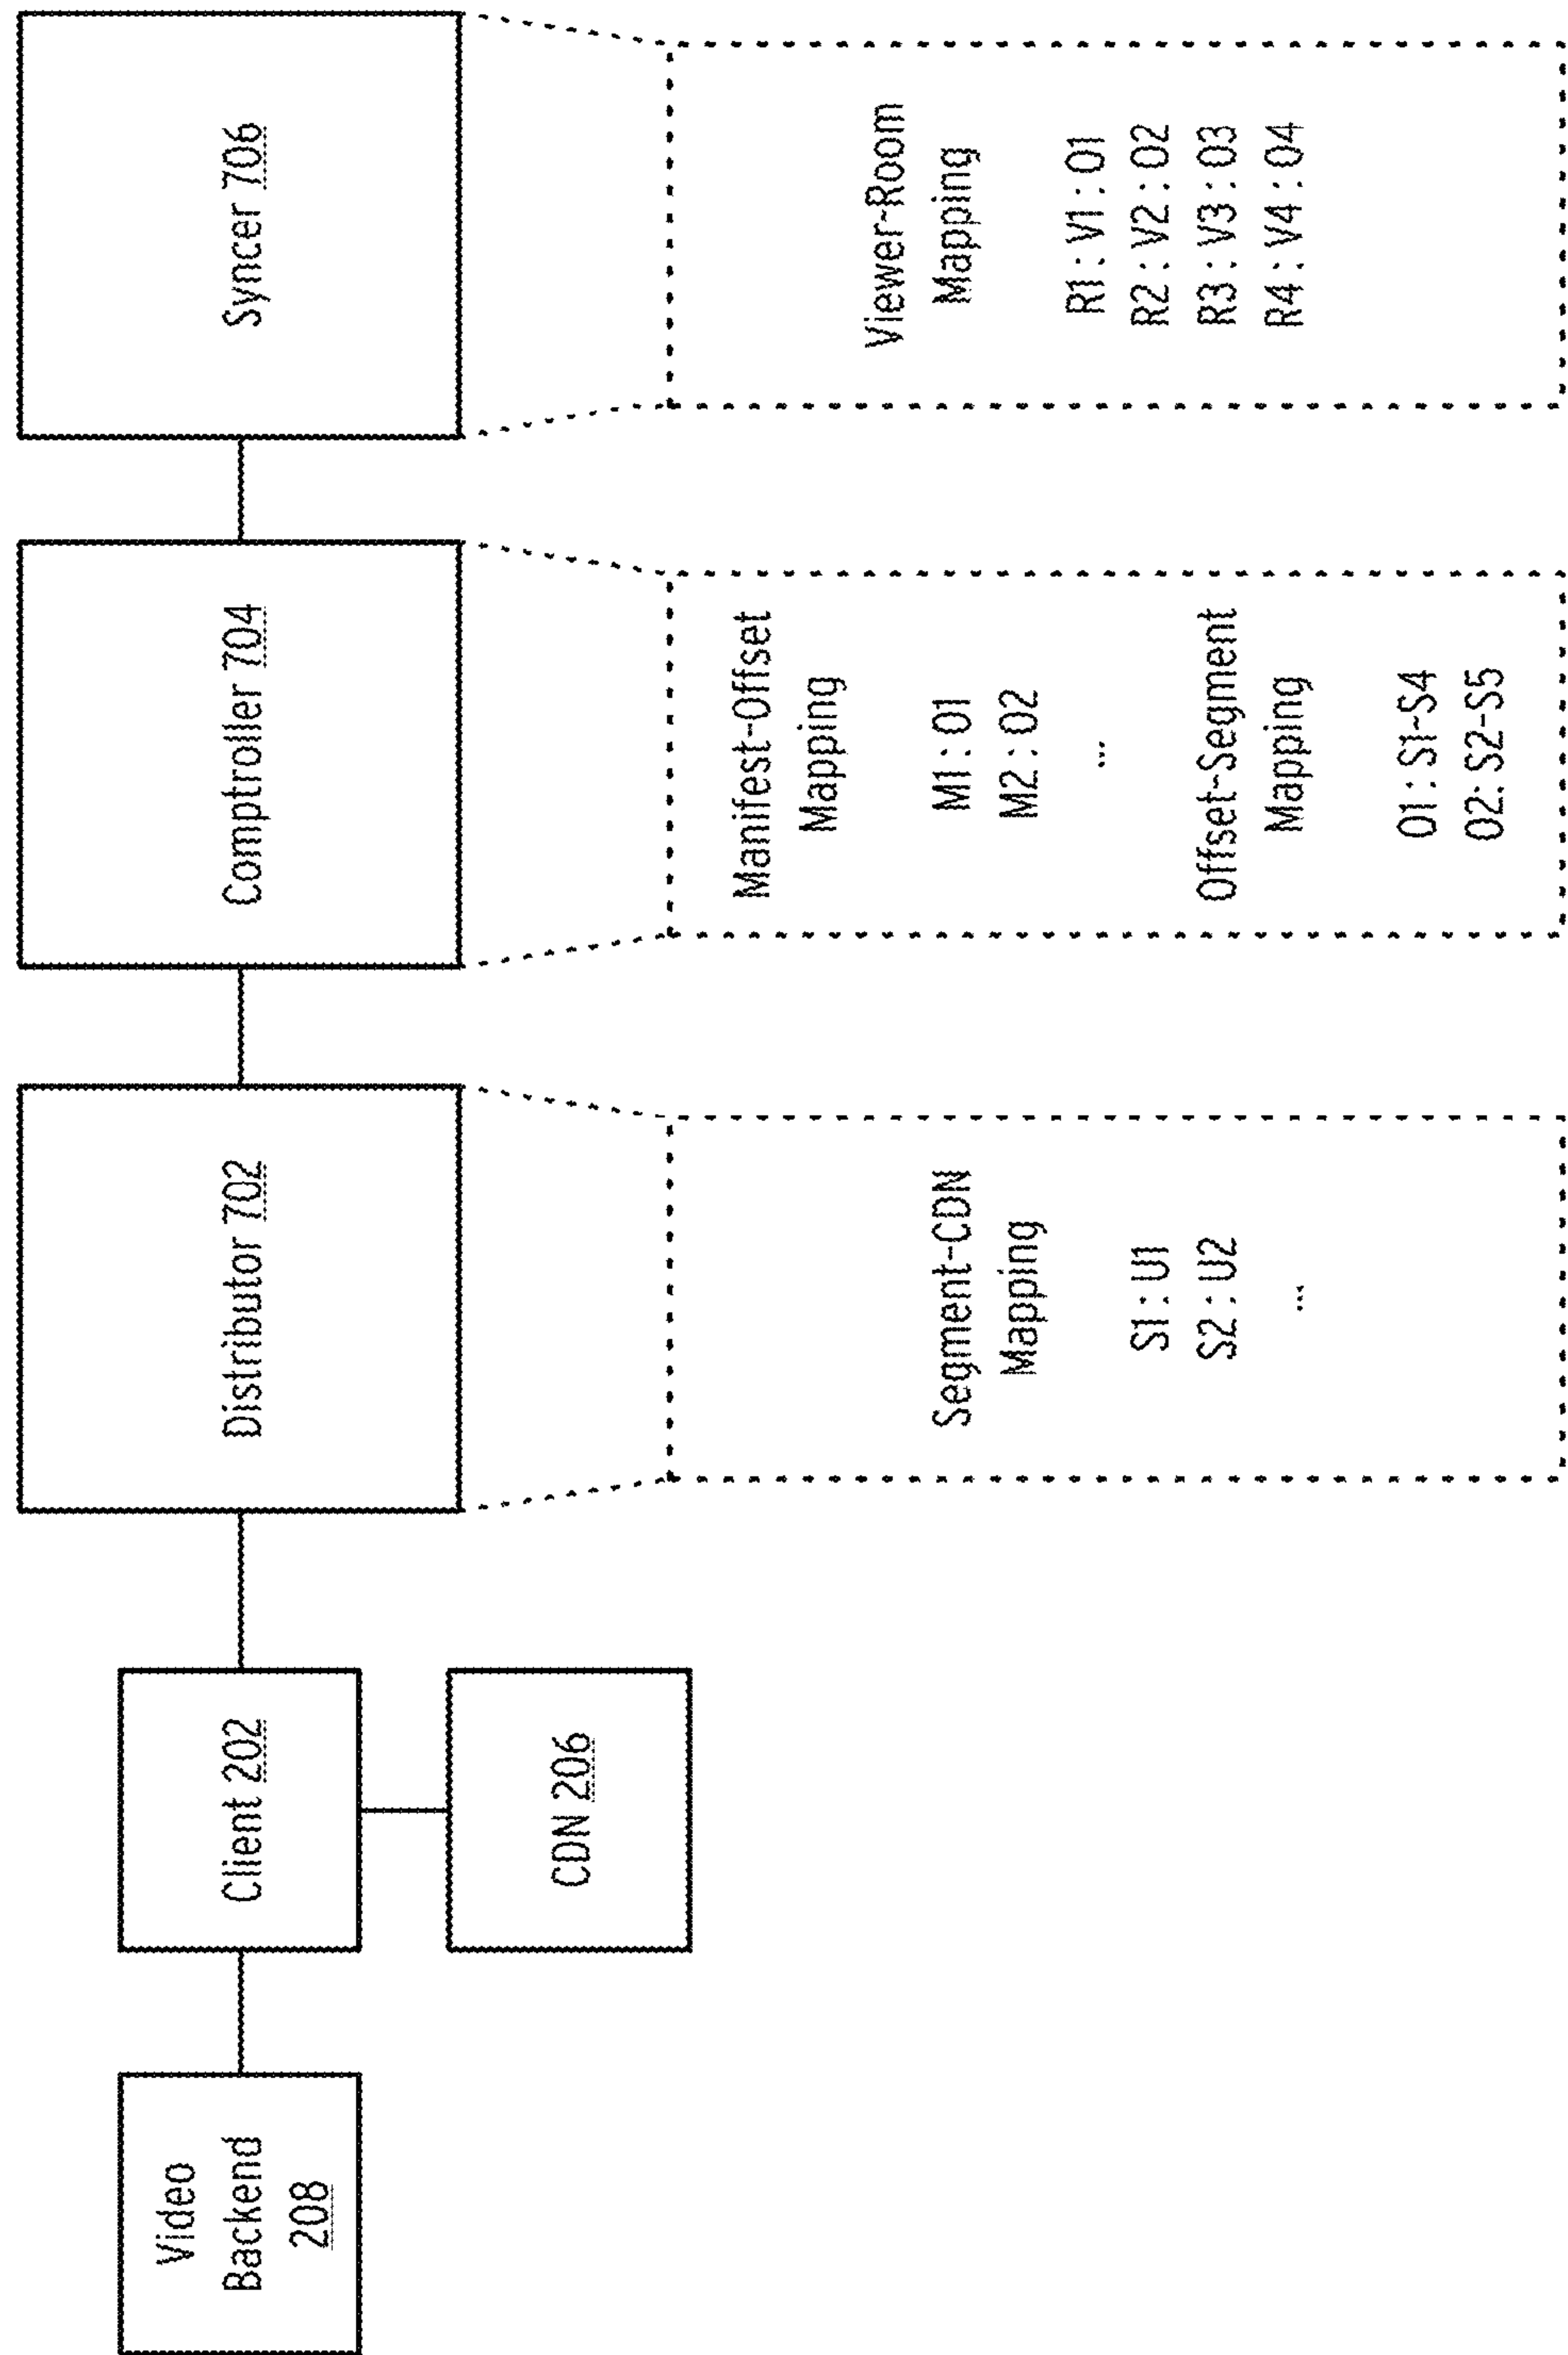 Video
Backend
208
Client 202
CDN 206
Distributor 702
Segment-CDN
Mapping
S1 : U1
S2 : U2
...
Comptroller 704
Manifest-Offset
Mapping
M1 : O1
M2 : O2
...
Offset-Segment
Mapping
O1 : S1-S4
O2: S2-S5
Syncer 706
Viewer-Room
Mapping
R1 : V1 : O1
R2 : V2 : O2
R3 : V3 : O3
R4 : V4 : O4